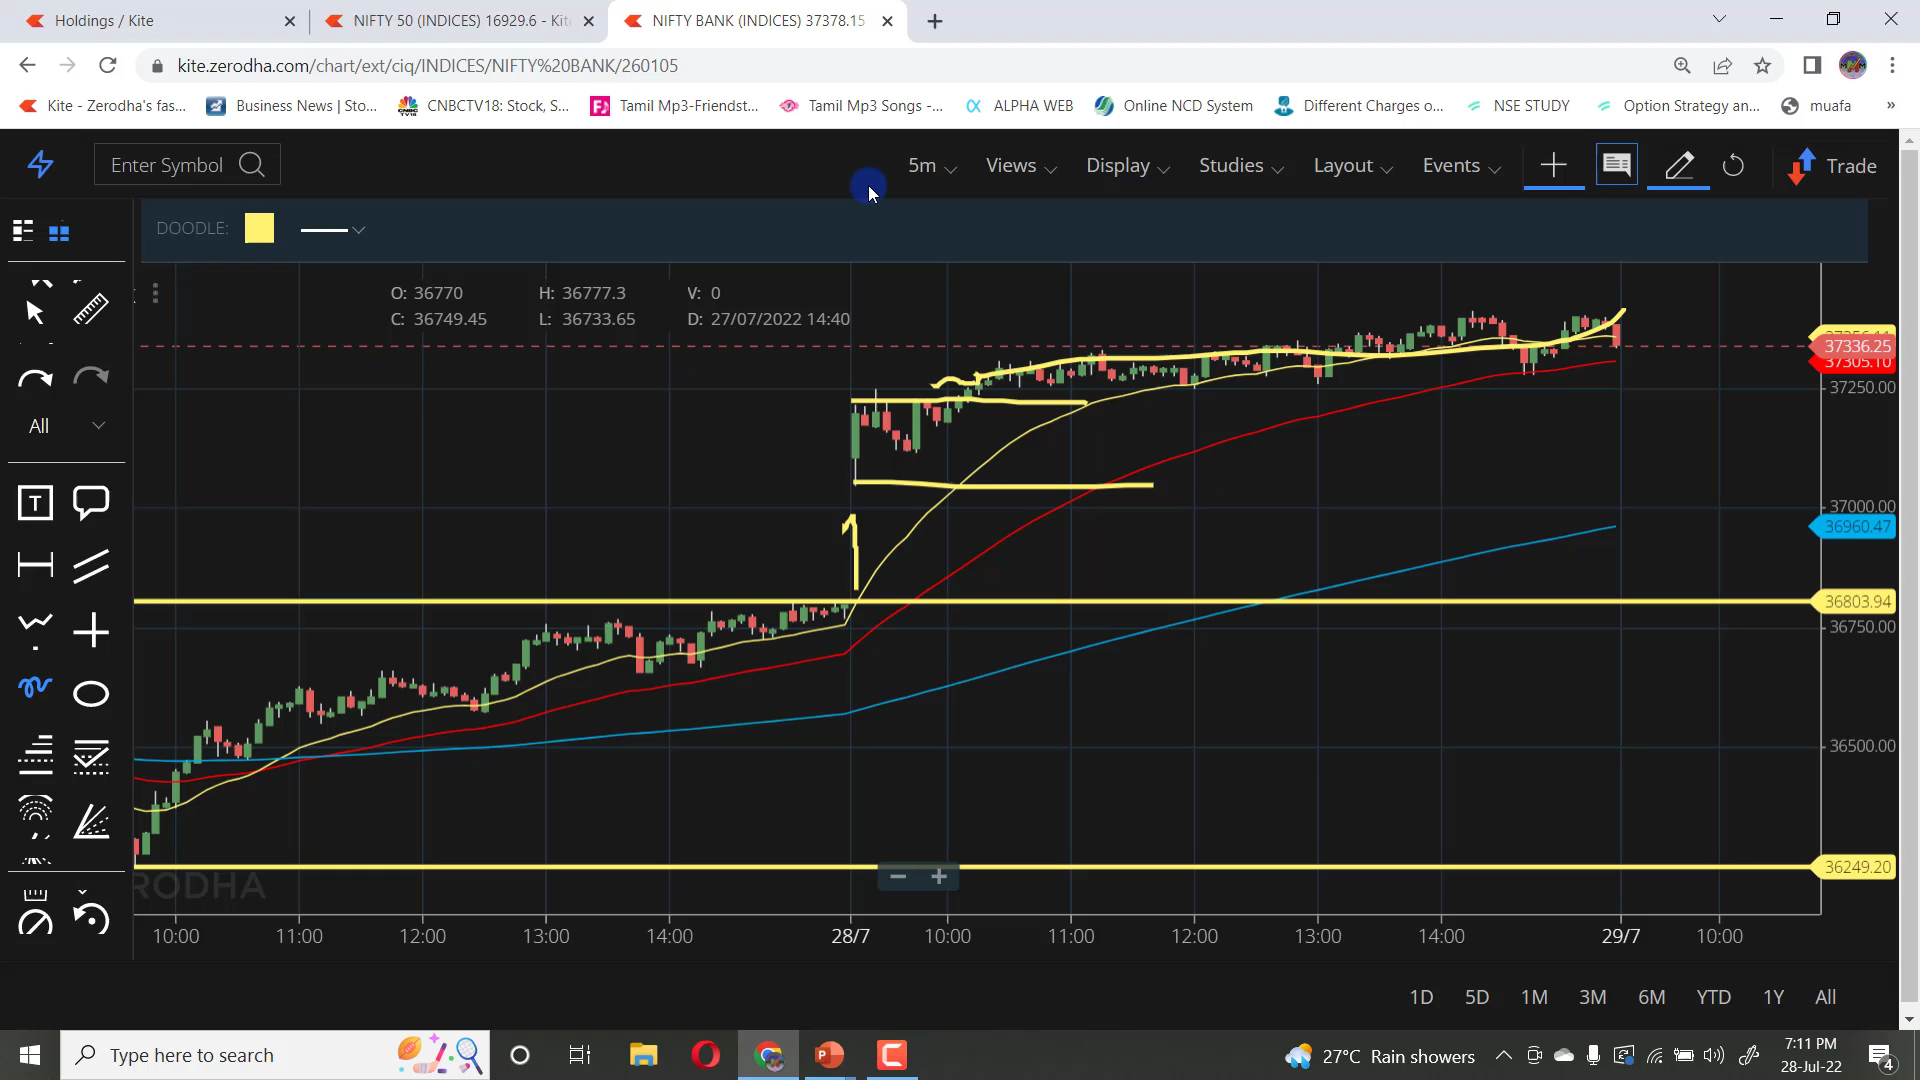 Holdings / Kite
NIFTY 50 (INDICES) 16929.6 - Kite
NIFTY BANK (INDICES) 37378.15
kite.zerodha.com/chart/ext/ciq/INDICES/NIFTY%20BANK/260105
Kite - Zerodha's fas...
Business News | Sto...
CNBCTV18: Stock, S...
Tamil Mp3-Friendst...
Tamil Mp3 Songs -...
ALPHA WEB
Online NCD System
Different Charges o...
NSE STUDY
Option Strategy an...
muafa
»
Enter Symbol
5m
Views
Display
Studies
Layout
Events
Trade
DOODLE:
O: 36770
H: 36777.3
V: 0
C: 36749.45
L: 36733.65
D: 27/07/2022 14:40
37336.25
37305.10
37250.00
37000.00
36960.47
36803.94
36750.00
36500.00
36249.20
All
T
RODHA
10:00
11:00
12:00
13:00
14:00
28/7
10:00
11:00
12:00
13:00
14:00
29/7
10:00
1D
5D
1M
3M
6M
YTD
1Y
All
Type here to search
27°C Rain showers
7:11 PM
28-Jul-22
4